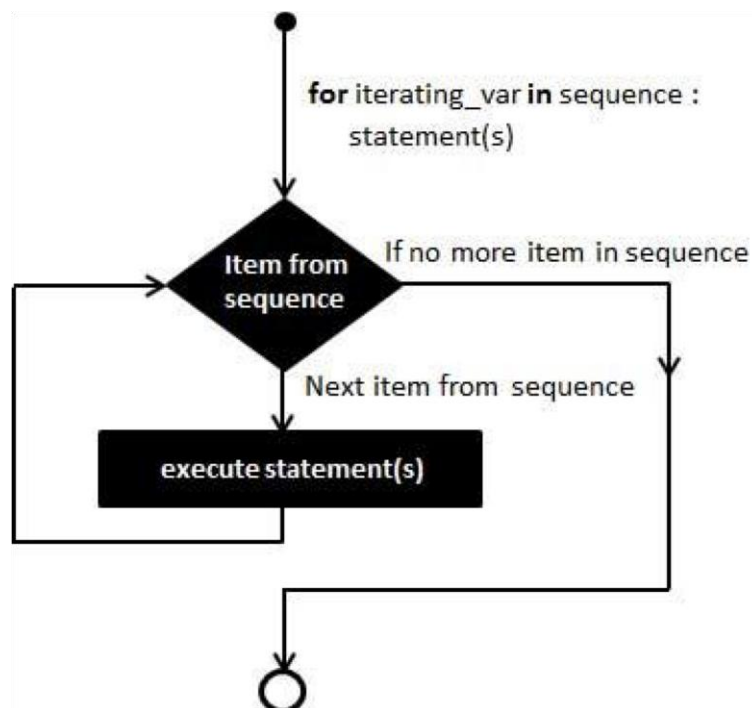 for iterating_var in sequence :
statement(s)
If no more item in sequence
Item from
sequence
Next item from sequence
execute statement(s)